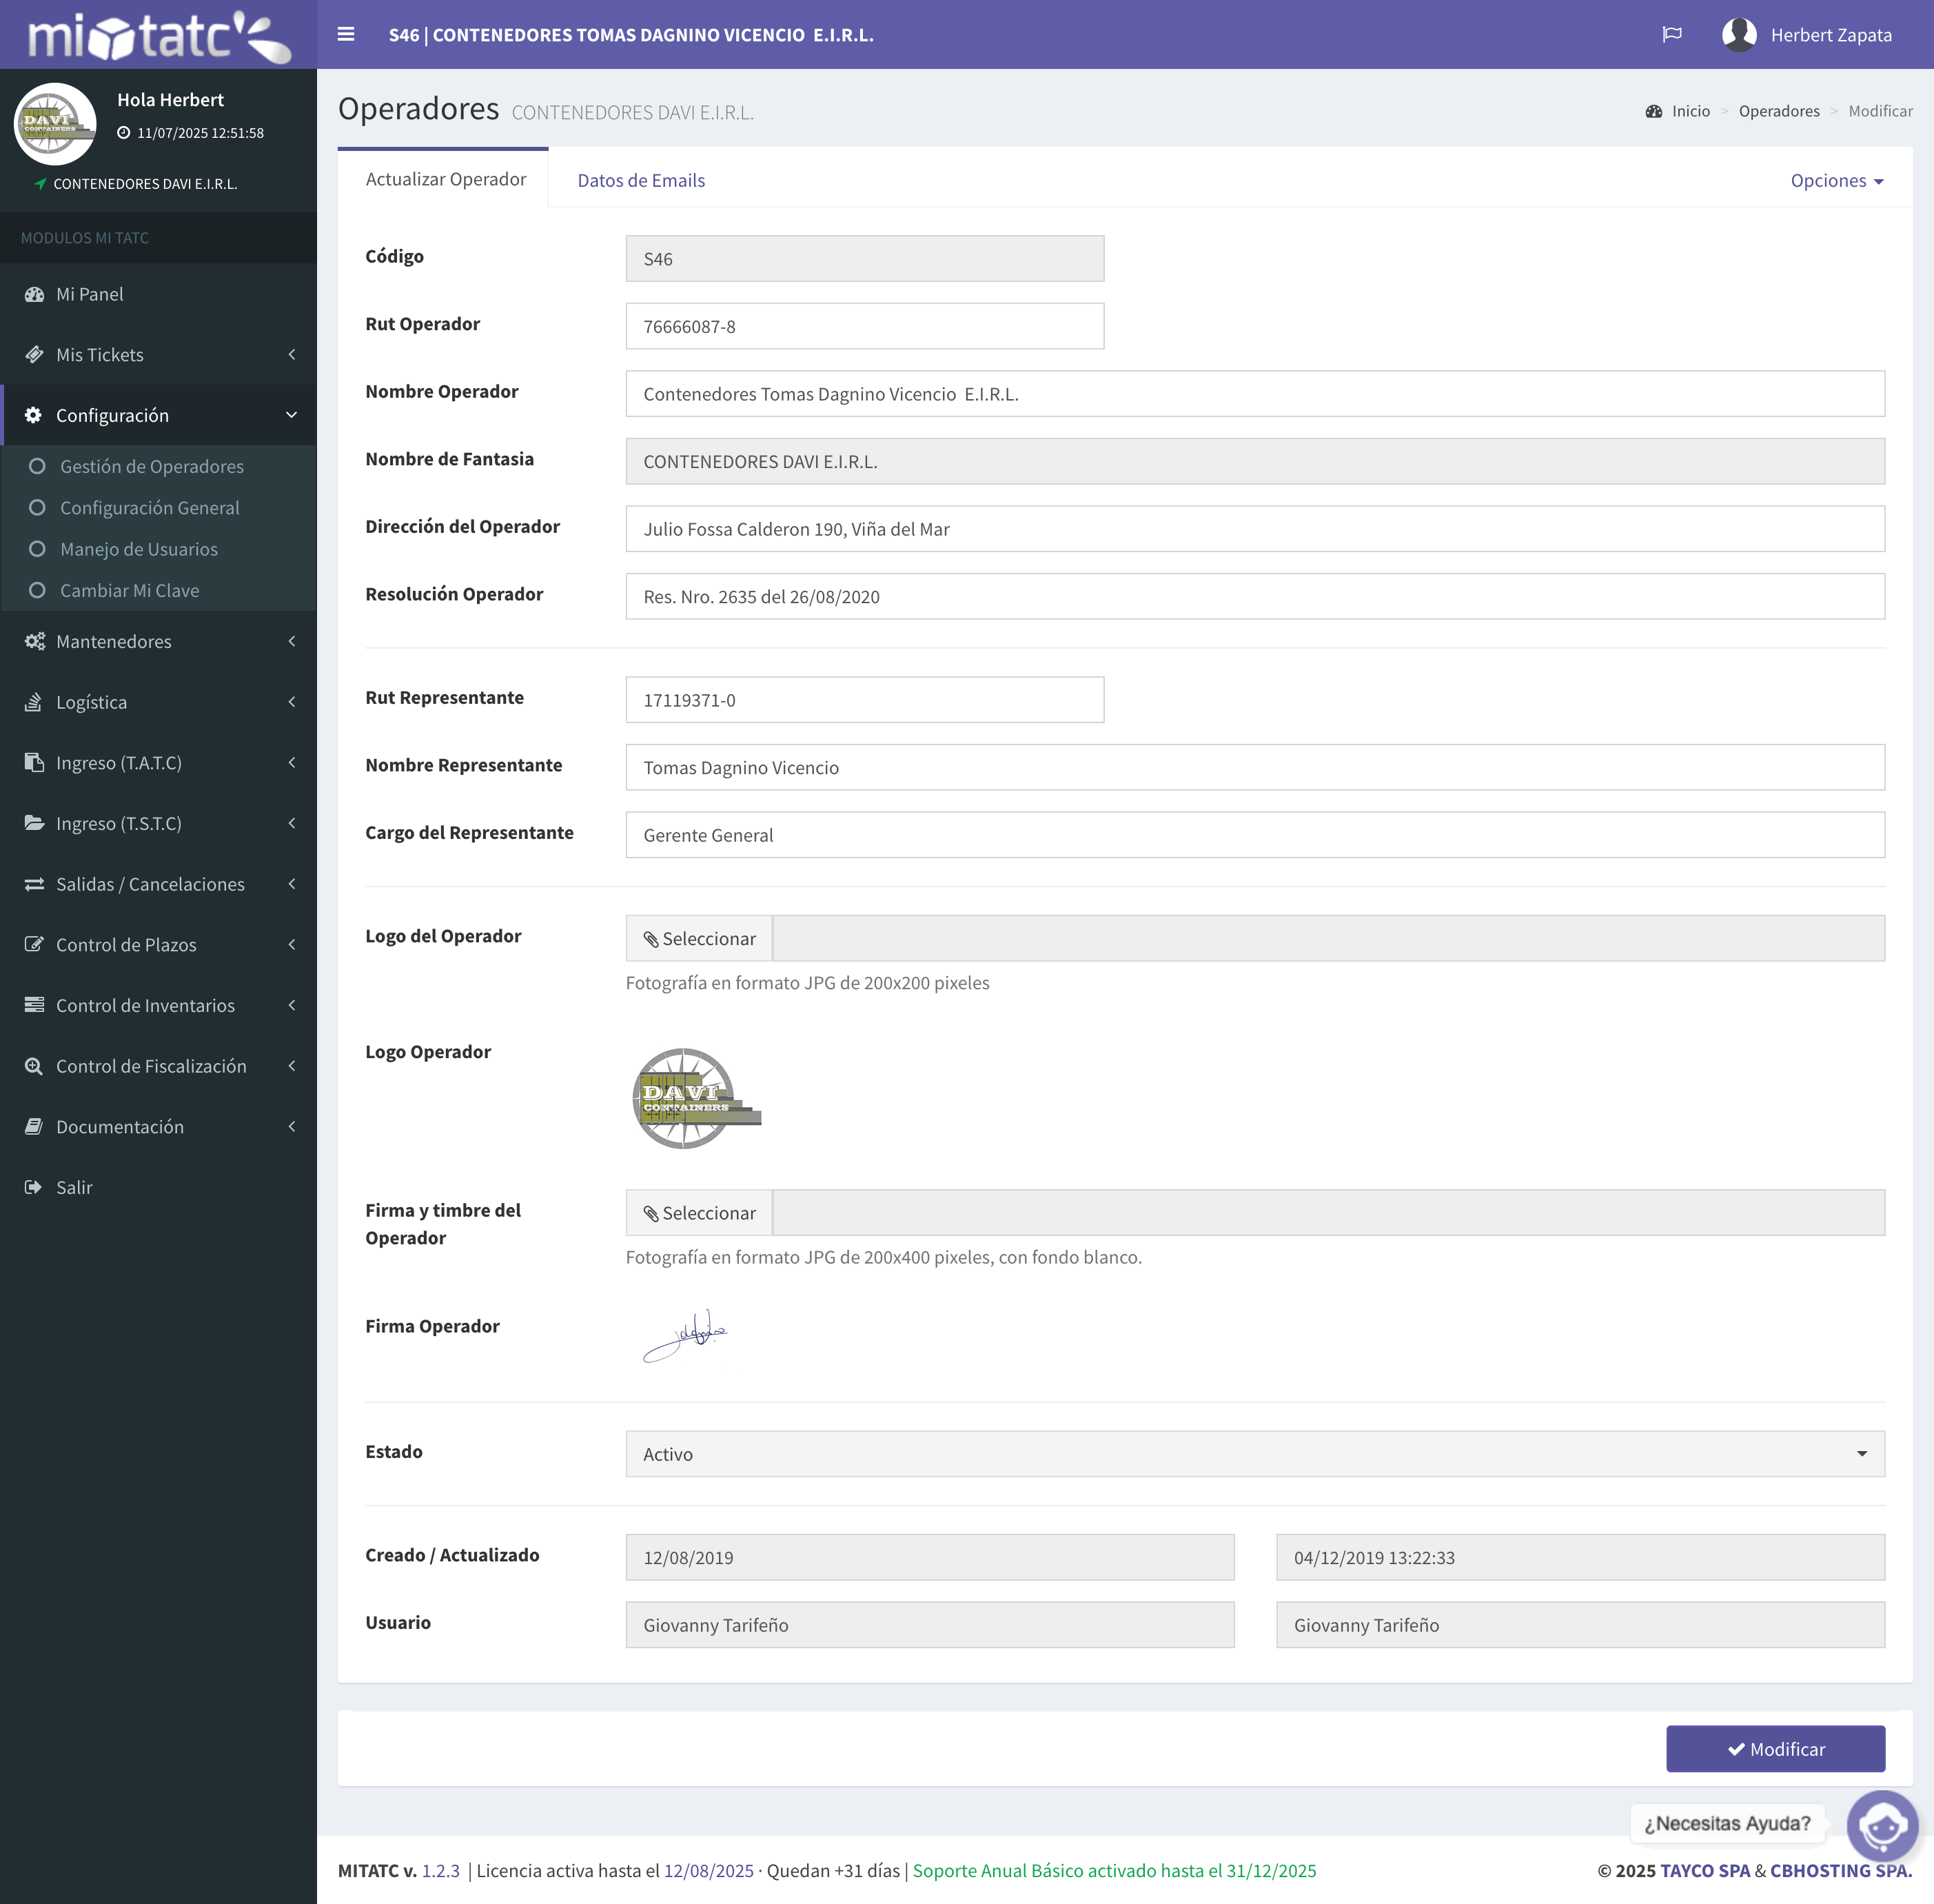 mi tatc
S46 | CONTENEDORES TOMAS DAGNINO VICENCIO  E.I.R.L.
Herbert Zapata
DAVI
CONTAINERS
Hola Herbert
11/07/2025 12:51:58
CONTENEDORES DAVI E.I.R.L.
MODULOS MI TATC
Mi Panel
Mis Tickets
Configuración
Gestión de Operadores
Configuración General
Manejo de Usuarios
Cambiar Mi Clave
Mantenedores
Logística
Ingreso (T.A.T.C)
Ingreso (T.S.T.C)
Salidas / Cancelaciones
Control de Plazos
Control de Inventarios
Control de Fiscalización
Documentación
Salir
Operadores CONTENEDORES DAVI E.I.R.L.
Inicio > Operadores > Modificar
Actualizar Operador
Datos de Emails
Opciones
Código S46
Rut Operador 76666087-8
Nombre Operador Contenedores Tomas Dagnino Vicencio  E.I.R.L.
Nombre de Fantasia CONTENEDORES DAVI E.I.R.L.
Dirección del Operador Julio Fossa Calderon 190, Viña del Mar
Resolución Operador Res. Nro. 2635 del 26/08/2020
Rut Representante 17119371-0
Nombre Representante Tomas Dagnino Vicencio
Cargo del Representante Gerente General
Logo del Operador Seleccionar
Fotografía en formato JPG de 200x200 pixeles
Logo Operador
DAVI
CONTAINERS
Firma y timbre del
Operador
Seleccionar
Fotografía en formato JPG de 200x400 pixeles, con fondo blanco.
Firma Operador
Estado Activo
Creado / Actualizado 12/08/2019 04/12/2019 13:22:33
Usuario Giovanny Tarifeño Giovanny Tarifeño
Modificar
¿Necesitas Ayuda?
MITATC v. 1.2.3 | Licencia activa hasta el 12/08/2025 · Quedan +31 días | Soporte Anual Básico activado hasta el 31/12/2025
© 2025 TAYCO SPA & CBHOSTING SPA.